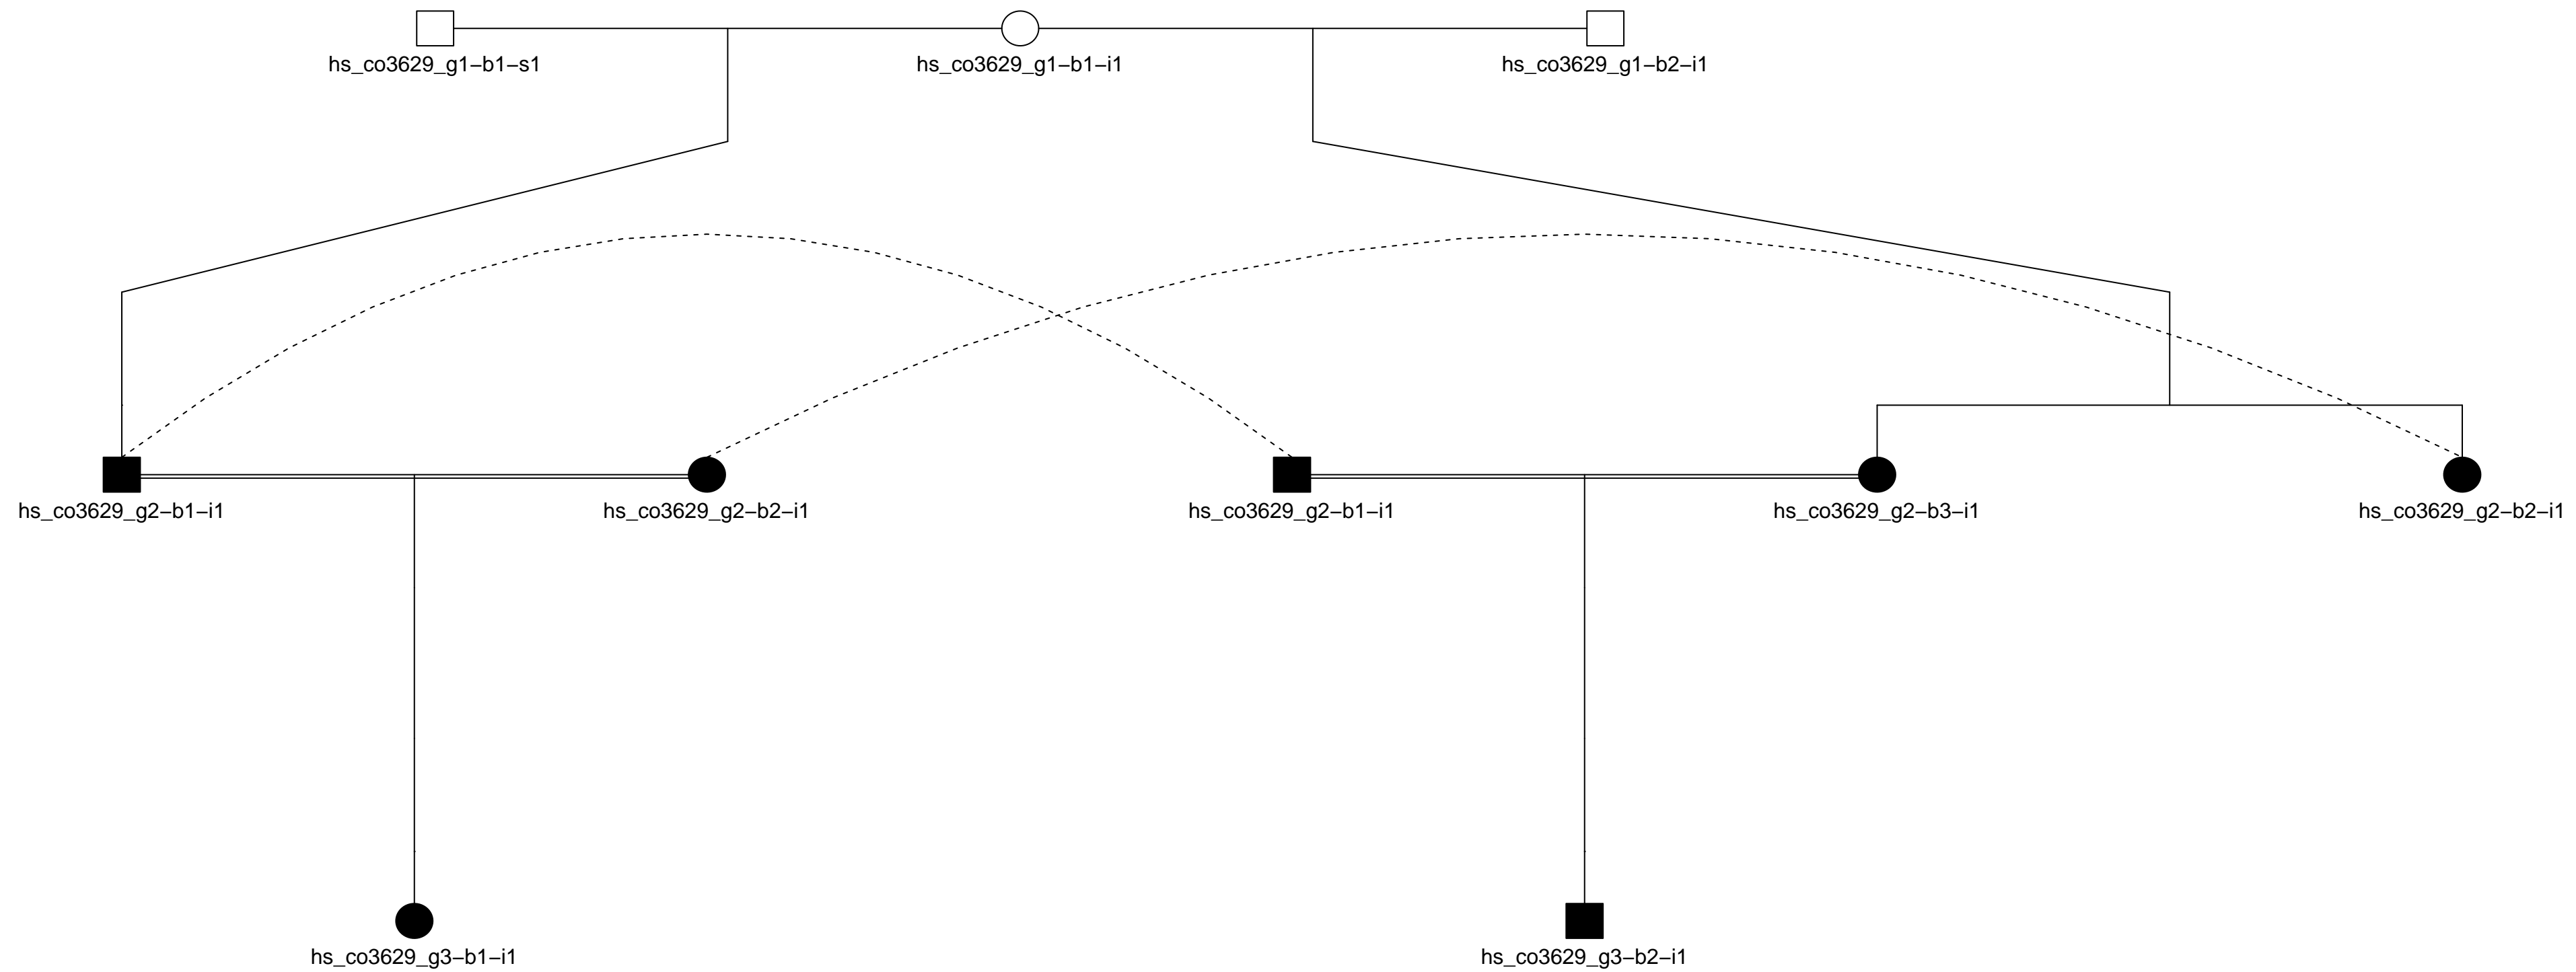 hs_co3629_g1−b1−s1
hs_co3629_g1−b1−i1
hs_co3629_g1−b2−i1
hs_co3629_g2−b1−i1
hs_co3629_g2−b2−i1
hs_co3629_g2−b1−i1
hs_co3629_g2−b3−i1
hs_co3629_g2−b2−i1
hs_co3629_g3−b1−i1
hs_co3629_g3−b2−i1